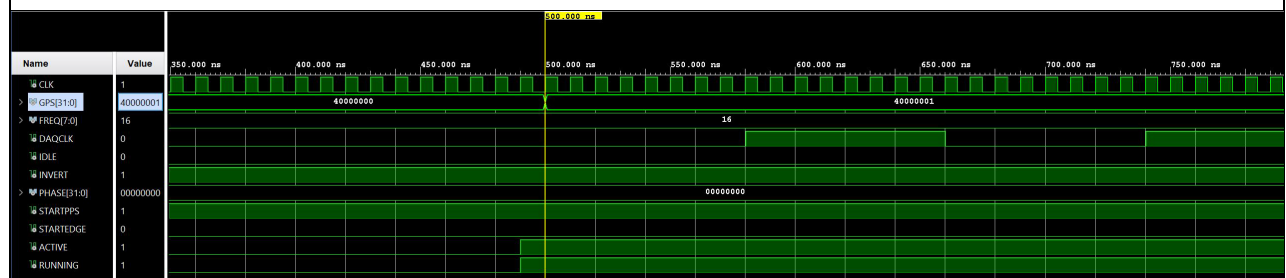 500.000 ns
Name Value 350.000 ns 400.000 ns 450.000 ns 500.000 ns 550.000 ns 600.000 ns 650.000 ns 700.000 ns 750.000 ns
CLK 1
GPS[31:0] 40000001 40000000 40000001
FREQ[7:0] 16 16
DAQCLK 0
IDLE 0
INVERT 1
PHASE[31:0] 00000000 00000000
STARTPPS 1
STARTEDGE 0
ACTIVE 1
RUNNING 1